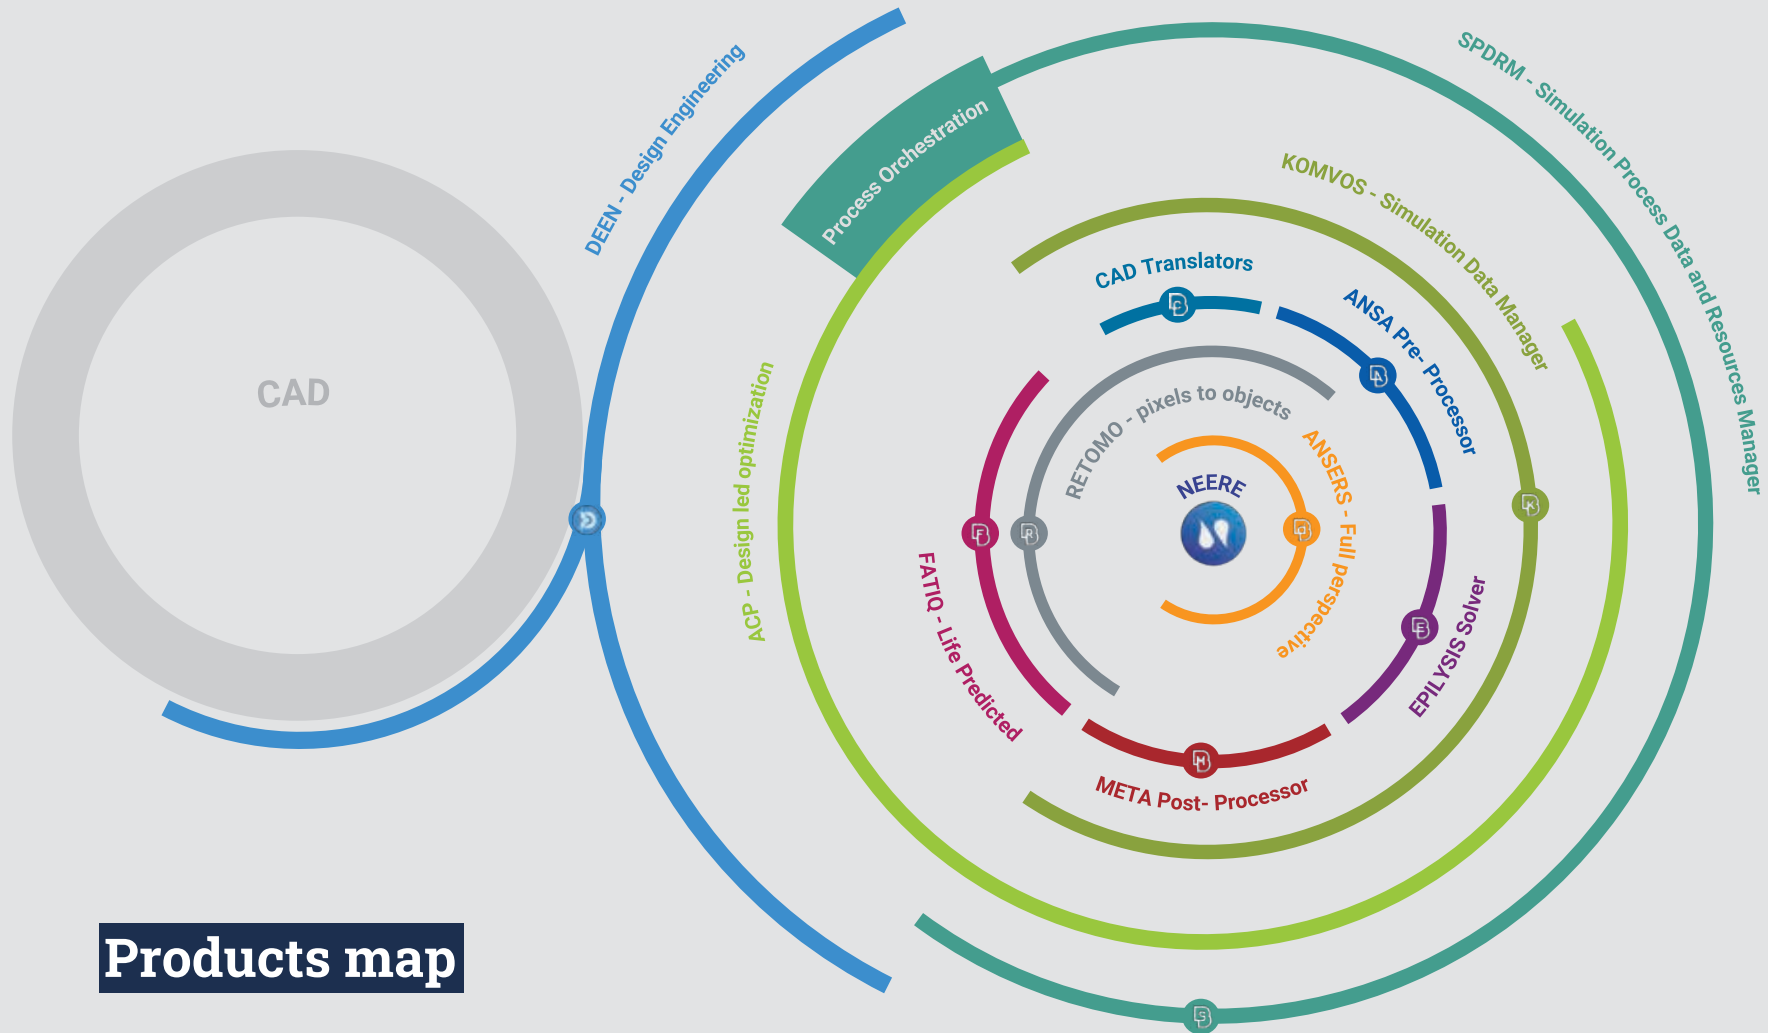 CAD
DEEN - Design Engineering
Process Orchestration
SPDRM - Simulation Process Data and Resources Manager
KOMVOS - Simulation Data Manager
CAD Translators
ANSA Pre- Processor
RETOMO - pixels to objects
ANSERS - Full perspective
NEERE
ACP - Design led optimization
FATIQ - Life Predicted
EPILYSIS Solver
META Post- Processor
Products map